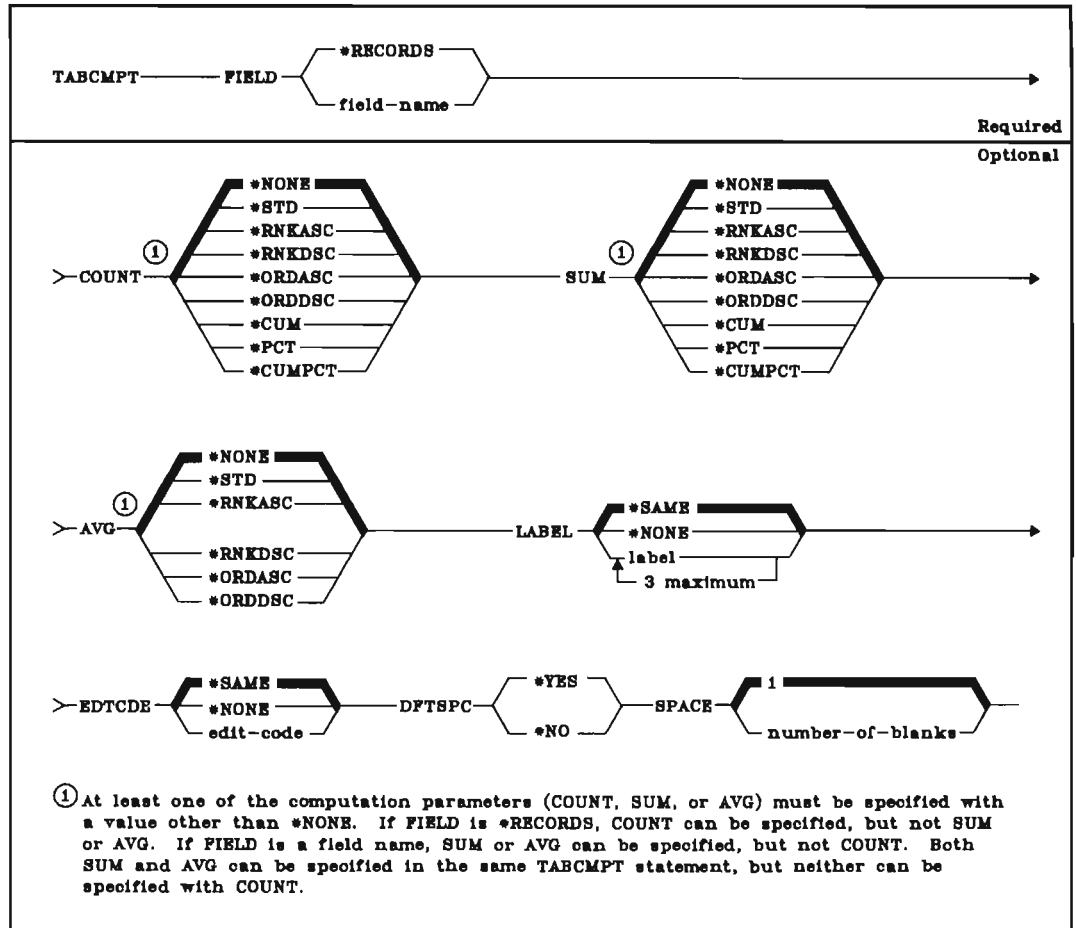 *RECORDS
TABCMPT FIELD
field-name
Required
Optional
*NONE *NONE
*STD *STD
*RNKASC *RNKASC
① *RNKDSC ① *RNKDSC
COUNT *ORDASC SUM *ORDASC
*ORDDSC *ORDDSC
*CUM *CUM
*PCT *PCT
*CUMPCT *CUMPCT
*NONE
*STD
① *RNKASC *SAME
AVG LABEL *NONE
*RNKDSC label
*ORDASC 3 maximum
*ORDDSC
*SAME *YES 1
EDTCDE *NONE DFTSPC SPACE
edit-code *NO number-of-blanks
① At least one of the computation parameters (COUNT, SUM, or AVG) must be specified with
a value other than *NONE. If FIELD is *RECORDS, COUNT can be specified, but not SUM
or AVG. If FIELD is a field name, SUM or AVG can be specified, but not COUNT. Both
SUM and AVG can be specified in the same TABCMPT statement, but neither can be
specified with COUNT.